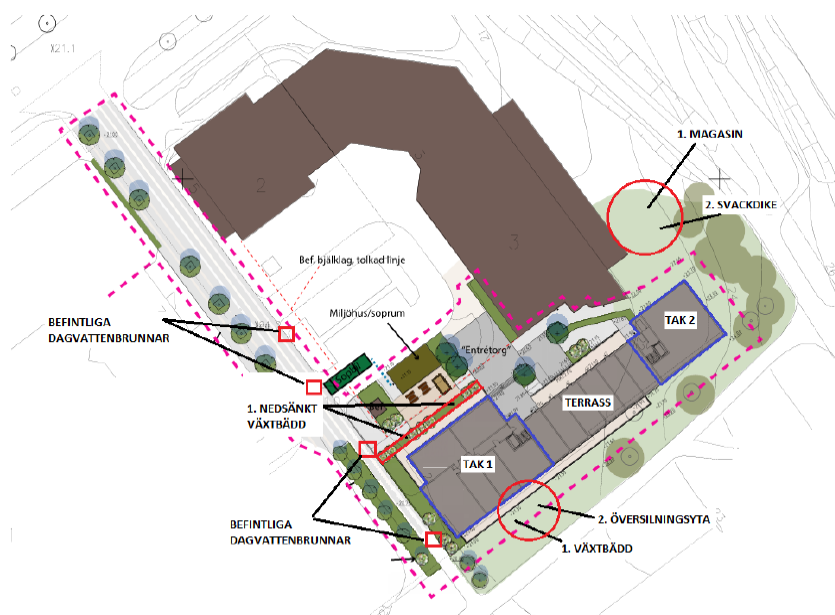 X21.1
1. MAGASIN
2
2. SVACKDIKE
3
Bef. bjälklag, tolkad linje
Miljöhus/soprum
BEFINTLIGA
DAGVATTENBRUNNAR
"Entrétorg"
TAK 2
1. NEDSÄNKT
VÄXTBÄDD
TERRASS
TAK 1
BEFINTLIGA
DAGVATTENBRUNNAR
2. ÖVERSILNINGSYTA
1. VÄXTBÄDD